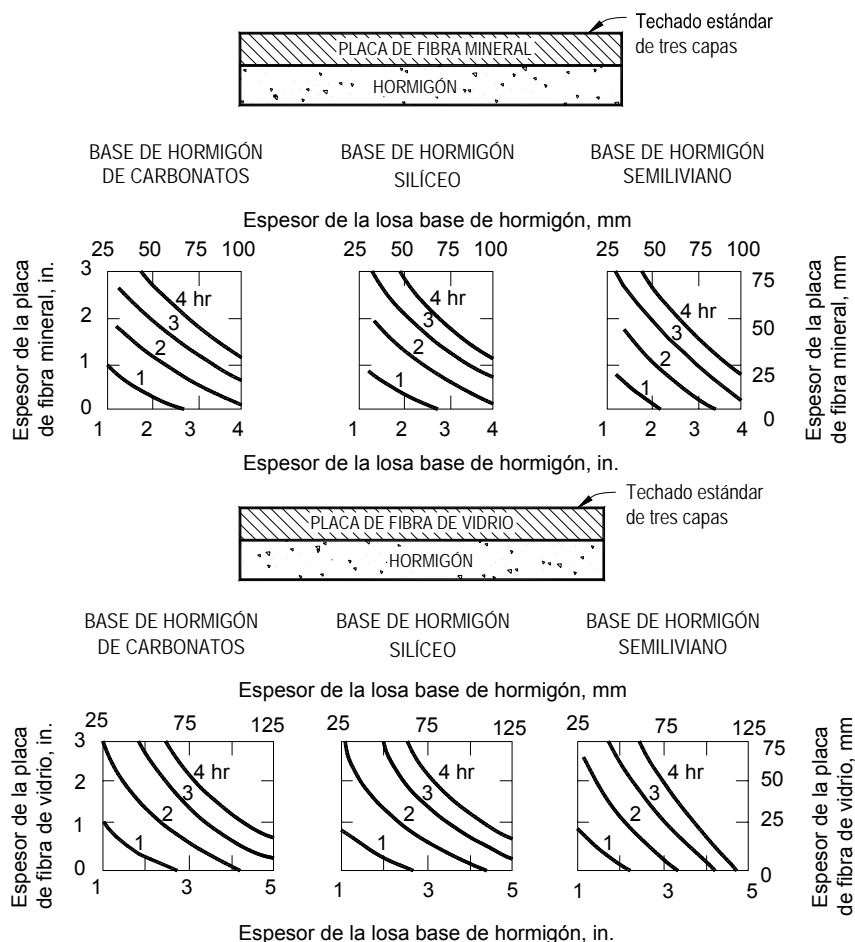 Techado estándar
de tres capas
PLACA DE FIBRA MINERAL
HORMIGÓN
BASE DE HORMIGÓN
DE CARBONATOS
BASE DE HORMIGÓN
SILÍCEO
BASE DE HORMIGÓN
SEMILIVIANO
Espesor de la losa base de hormigón, mm
25 50 75 100 25 50 75 100 25 50 75 100
Espesor de la placa
de fibra mineral, in.
3
2
1
0
4 hr
3
2
1
4 hr
3
2
1
4 hr
3
2
1
75
50
25
0
Espesor de la placa
de fibra mineral, mm
1 2 3 4 1 2 3 4 1 2 3 4
Espesor de la losa base de hormigón, in.
Techado estándar
de tres capas
PLACA DE FIBRA DE VIDRIO
HORMIGÓN
BASE DE HORMIGÓN
DE CARBONATOS
BASE DE HORMIGÓN
SILÍCEO
BASE DE HORMIGÓN
SEMILIVIANO
Espesor de la losa base de hormigón, mm
25 75 125 25 75 125 25 75 125
Espesor de la placa
de fibra de vidrio, in.
3
2
1
0
4 hr
3
2
1
4 hr
3
2
1
4 hr
3
2
1
75
50
25
0
Espesor de la placa
de fibra de vidrio, mm
1 3 5 1 3 5 1 3 5
Espesor de la losa base de hormigón, in.